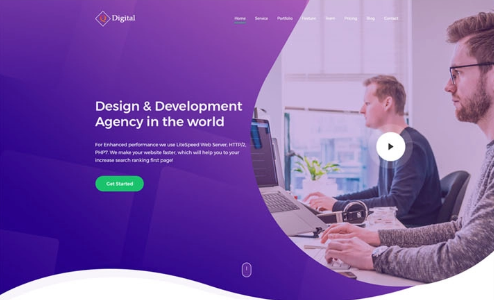 Digital
Home Service Portfolio Feature Team Pricing Blog Contact
Design & Development
Agency in the world
For Enhanced performance we use LiteSpeed Web Server, HTTP/2,
PHP7. We make your website faster, which will help you to your
increase search ranking first page!
Get Started